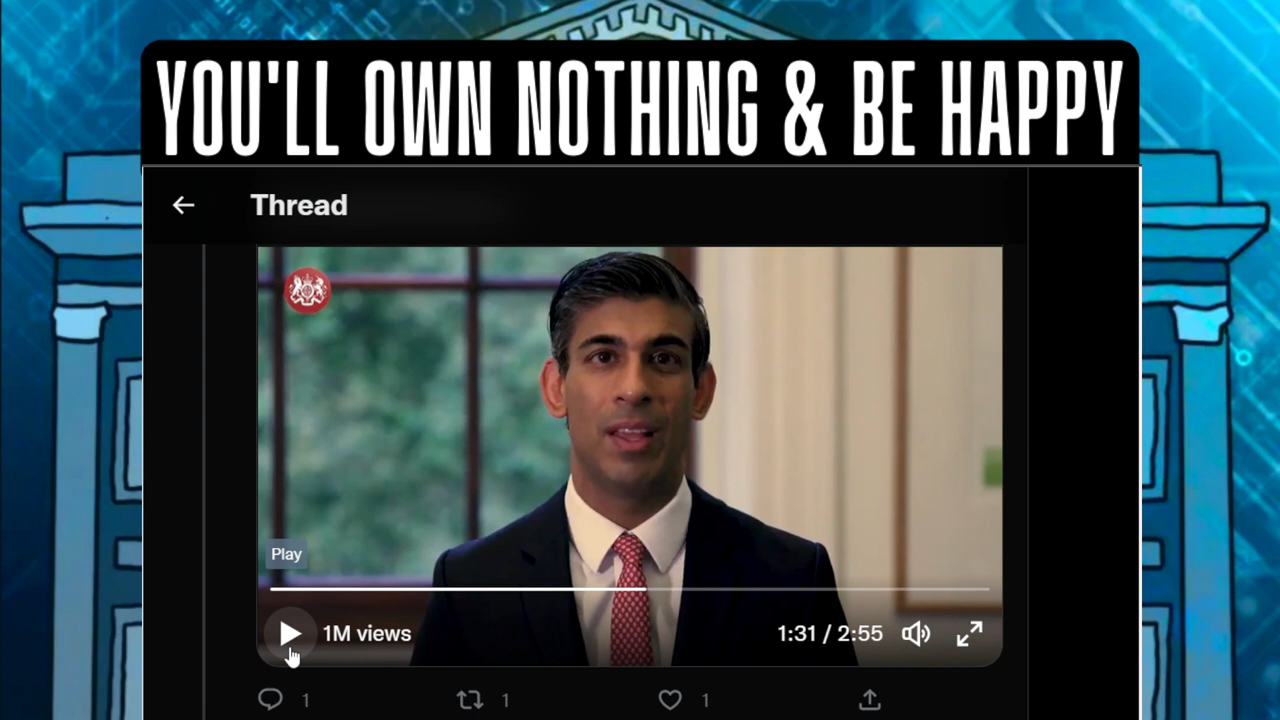 YOU'LL OWN NOTHING & BE HAPPY
Thread
Play
1M views
1:31 / 2:55
1 1 1